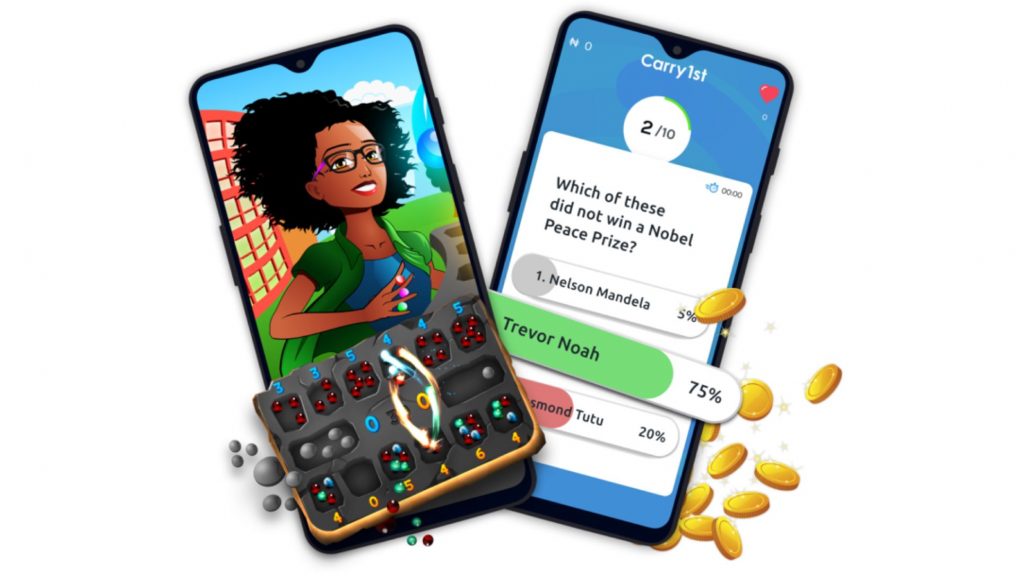 ₦ 0
Carry1st
0
2/10
00:00
Which of these
did not win a Nobel
Peace Prize?
1. Nelson Mandela
5%
Trevor Noah
75%
smond Tutu
20%
3 3 5 4 4 5
0 0
4 0 5 4 6 4